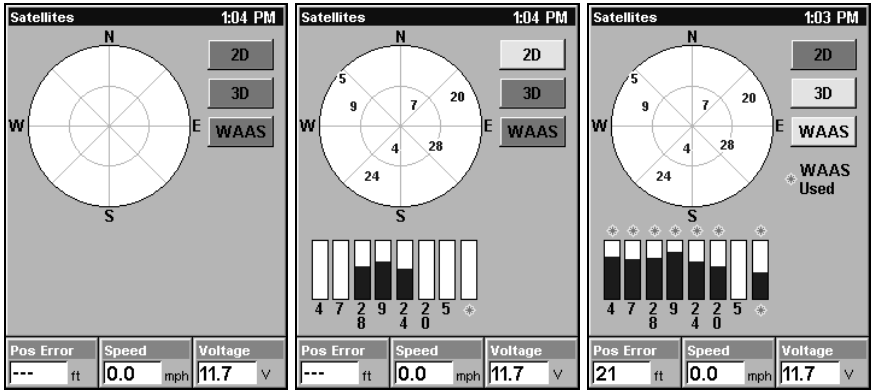 Satellites 1:04 PM
N
2D
3D
W E WAAS
S
Pos Error Speed Voltage
--- ft 0.0 mph 11.7 V
Satellites 1:04 PM
N
2D
5
9 7 20
3D
W E WAAS
4 28
24
S
4 7 28 9 24 20 5
Pos Error Speed Voltage
--- ft 0.0 mph 11.7 V
Satellites 1:03 PM
N
2D
5
9 7 20
3D
W E WAAS
4 28
24
WAAS
Used
S
4 7 28 9 24 20 5
Pos Error Speed Voltage
21 ft 0.0 mph 11.7 V